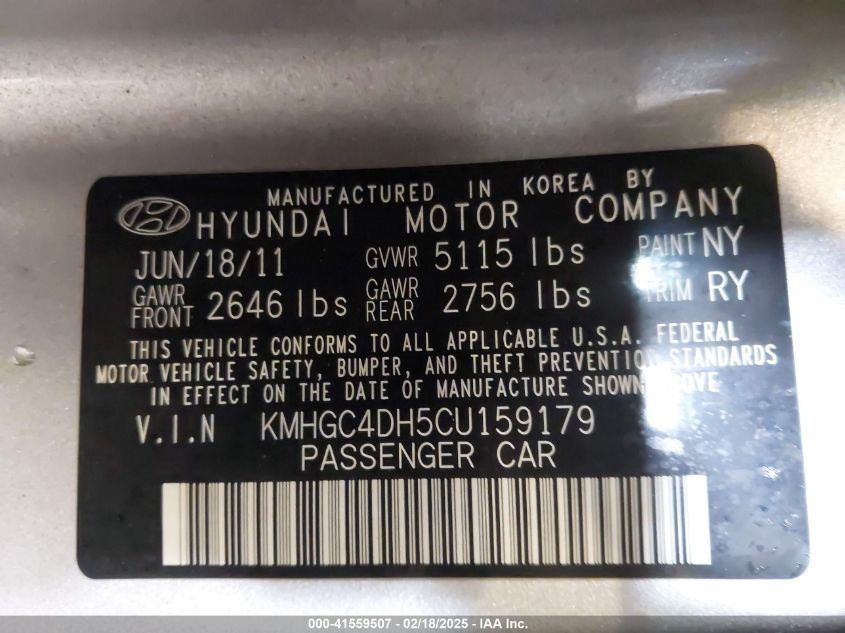 MANUFACTURED IN KOREA BY
HYUNDAI MOTOR COMPANY
JUN/18/11 GVWR 5115 lbs PAINT NY
GAWR FRONT 2646 lbs GAWR REAR 2756 lbs TRIM RY
THIS VEHICLE CONFORMS TO ALL APPLICABLE U.S.A. FEDERAL
MOTOR VEHICLE SAFETY, BUMPER, AND THEFT PREVENTION STANDARDS
IN EFFECT ON THE DATE OF MANUFACTURE SHOWN ABOVE.
V.I.N KMHGC4DH5CU159179
PASSENGER CAR
000-41559507 - 02/18/2025 - IAAI.com